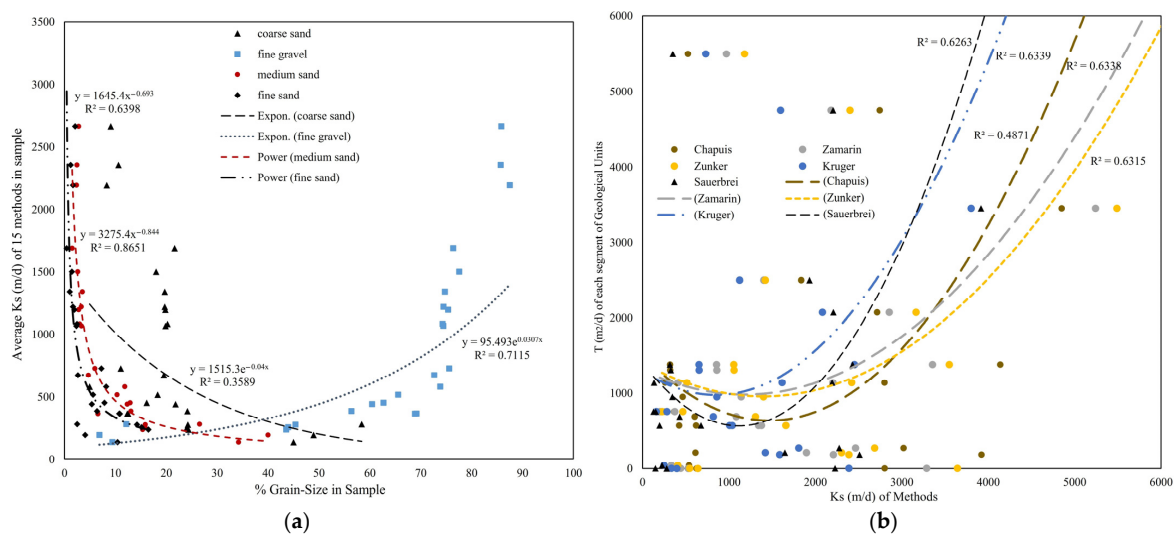 3500
3000
2500
2000
1500
1000
500
0
0 10 20 30 40 50 60 70 80 90 100
Average Ks (m/d) of 15 methods in sample
% Grain-Size in Sample
coarse sand
fine gravel
medium sand
fine sand
Expon. (coarse sand)
Expon. (fine gravel)
Power (medium sand)
Power (fine sand)
y = 1645.4x−0.693
R² = 0.6398
y = 3275.4x−0.844
R² = 0.8651
y = 1515.3e−0.04x
R² = 0.3589
y = 95.493e0.0307x
R² = 0.7115
(a)
6000
5000
4000
3000
2000
1000
0
0 1000 2000 3000 4000 5000 6000
T (m2/d) of each segment of Geological Units
Ks (m/d) of Methods
Chapuis Zamarin
Zunker Kruger
Sauerbrei (Chapuis)
(Zamarin) (Zunker)
(Kruger) (Sauerbrei)
R² = 0.6263
R² = 0.6339
R² = 0.6338
R² = 0.4871
R² = 0.6315
(b)